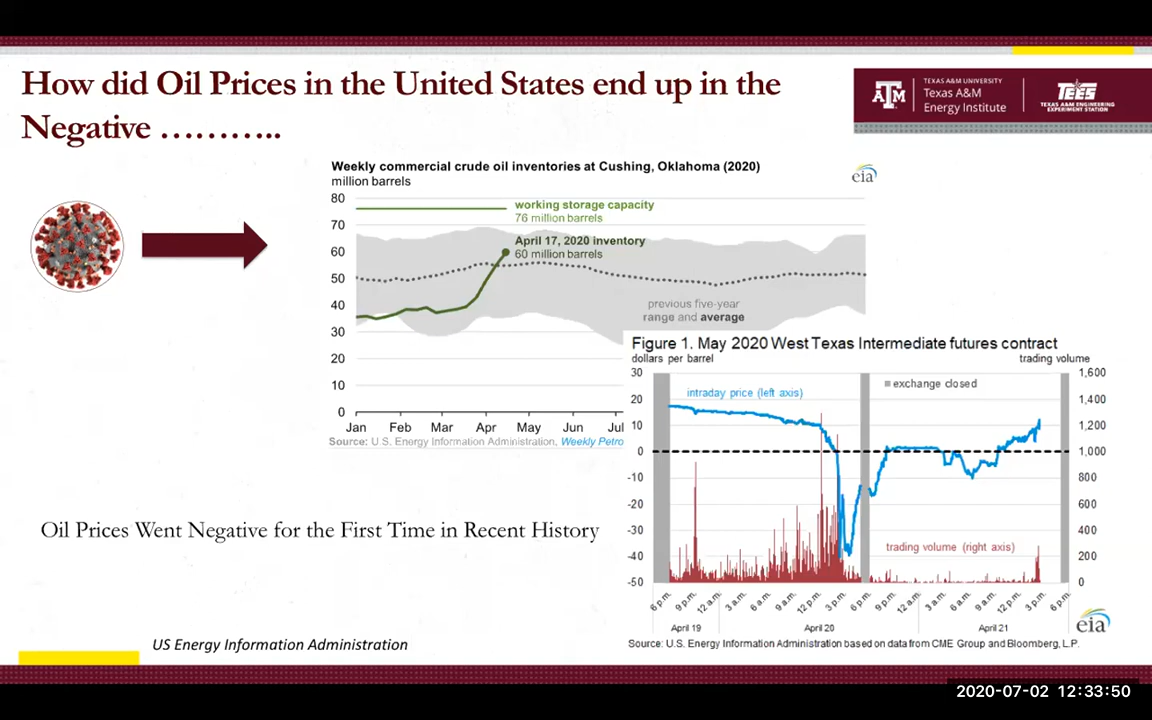 How did Oil Prices in the United States end up in the
Negative ………..
TEXAS A&M UNIVERSITY
Texas A&M
Energy Institute
TEES
TEXAS A&M ENGINEERING
EXPERIMENT STATION
Weekly commercial crude oil inventories at Cushing, Oklahoma (2020)
million barrels
eia
80
70
60
50
40
30
20
10
0
working storage capacity
76 million barrels
April 17, 2020 inventory
60 million barrels
previous five-year
range and average
Jan Feb Mar Apr May Jun Jul
Source: U.S. Energy Information Administration, Weekly Petro
Figure 1. May 2020 West Texas Intermediate futures contract
dollars per barrel
trading volume
30
20
10
0
-10
-20
-30
-40
-50
intraday price (left axis)
exchange closed
trading volume (right axis)
1,600
1,400
1,200
1,000
800
600
400
200
0
6 p.m. 9 p.m. 12 a.m. 3 a.m. 6 a.m. 9 a.m. 12 p.m. 3 p.m. 6 p.m. 9 p.m. 12 a.m. 3 a.m. 6 a.m. 9 a.m. 12 p.m. 3 p.m. 6 p.m.
April 19 April 20 April 21
eia
Source: U.S. Energy Information Administration based on data from CME Group and Bloomberg, L.P.
Oil Prices Went Negative for the First Time in Recent History
US Energy Information Administration
2020-07-02 12:33:50